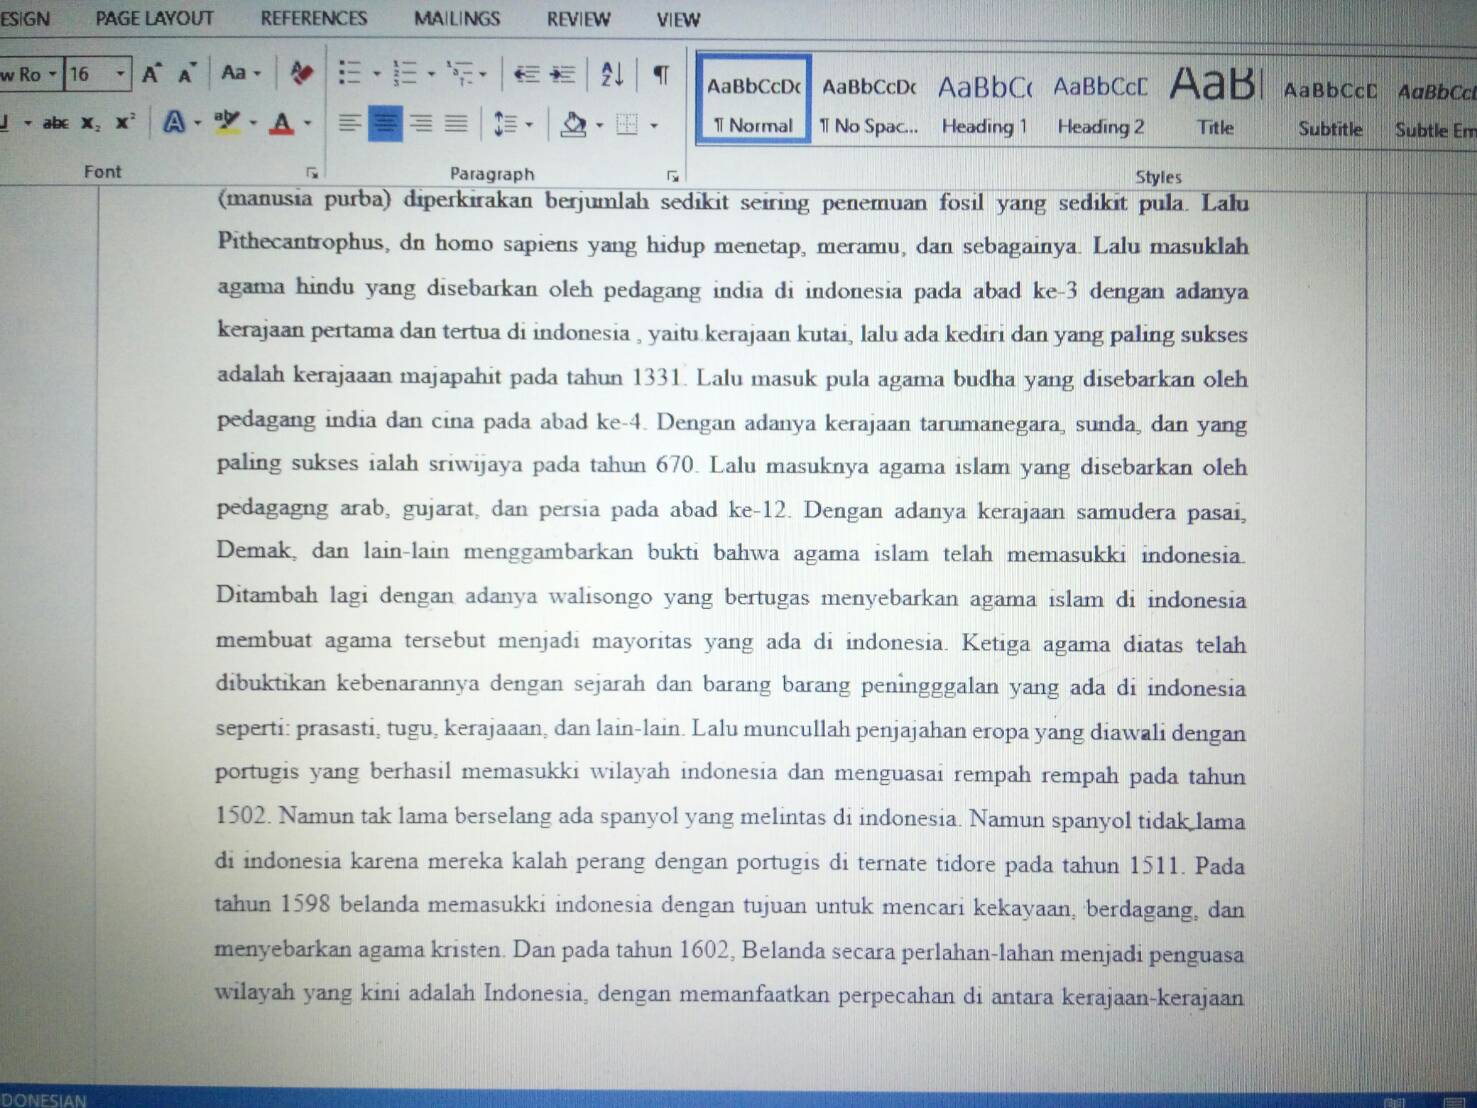 ESIGN PAGE LAYOUT REFERENCES MAILINGS REVIEW VIEW
w Ro 16 A A Aa
abc X₂ X² A aby A
Font Paragraph Styles
AaBbCcDc AaBbCcDc AaBbC AaBbCcD AaB AaBbCcD AaBbCcD
¶ Normal ¶ No Spac... Heading 1 Heading 2 Title Subtitle Subtle Em
(manusia purba) diperkirakan berjumlah sedikit seiring penemuan fosil yang sedikit pula. Lalu
Pithecantrophus, dn homo sapiens yang hidup menetap, meramu, dan sebagainya. Lalu masuklah
agama hindu yang disebarkan oleh pedagang india di indonesia pada abad ke-3 dengan adanya
kerajaan pertama dan tertua di indonesia , yaitu kerajaan kutai, lalu ada kediri dan yang paling sukses
adalah kerajaaan majapahit pada tahun 1331. Lalu masuk pula agama budha yang disebarkan oleh
pedagang india dan cina pada abad ke-4. Dengan adanya kerajaan tarumanegara, sunda, dan yang
paling sukses ialah sriwijaya pada tahun 670. Lalu masuknya agama islam yang disebarkan oleh
pedagagng arab, gujarat, dan persia pada abad ke-12. Dengan adanya kerajaan samudera pasai,
Demak, dan lain-lain menggambarkan bukti bahwa agama islam telah memasukki indonesia.
Ditambah lagi dengan adanya walisongo yang bertugas menyebarkan agama islam di indonesia
membuat agama tersebut menjadi mayoritas yang ada di indonesia. Ketiga agama diatas telah
dibuktikan kebenarannya dengan sejarah dan barang barang peningggalan yang ada di indonesia
seperti: prasasti, tugu, kerajaaan, dan lain-lain. Lalu muncullah penjajahan eropa yang diawali dengan
portugis yang berhasil memasukki wilayah indonesia dan menguasai rempah rempah pada tahun
1502. Namun tak lama berselang ada spanyol yang melintas di indonesia. Namun spanyol tidak lama
di indonesia karena mereka kalah perang dengan portugis di ternate tidore pada tahun 1511. Pada
tahun 1598 belanda memasukki indonesia dengan tujuan untuk mencari kekayaan, berdagang, dan
menyebarkan agama kristen. Dan pada tahun 1602, Belanda secara perlahan-lahan menjadi penguasa
wilayah yang kini adalah Indonesia, dengan memanfaatkan perpecahan di antara kerajaan-kerajaan
DONESIAN